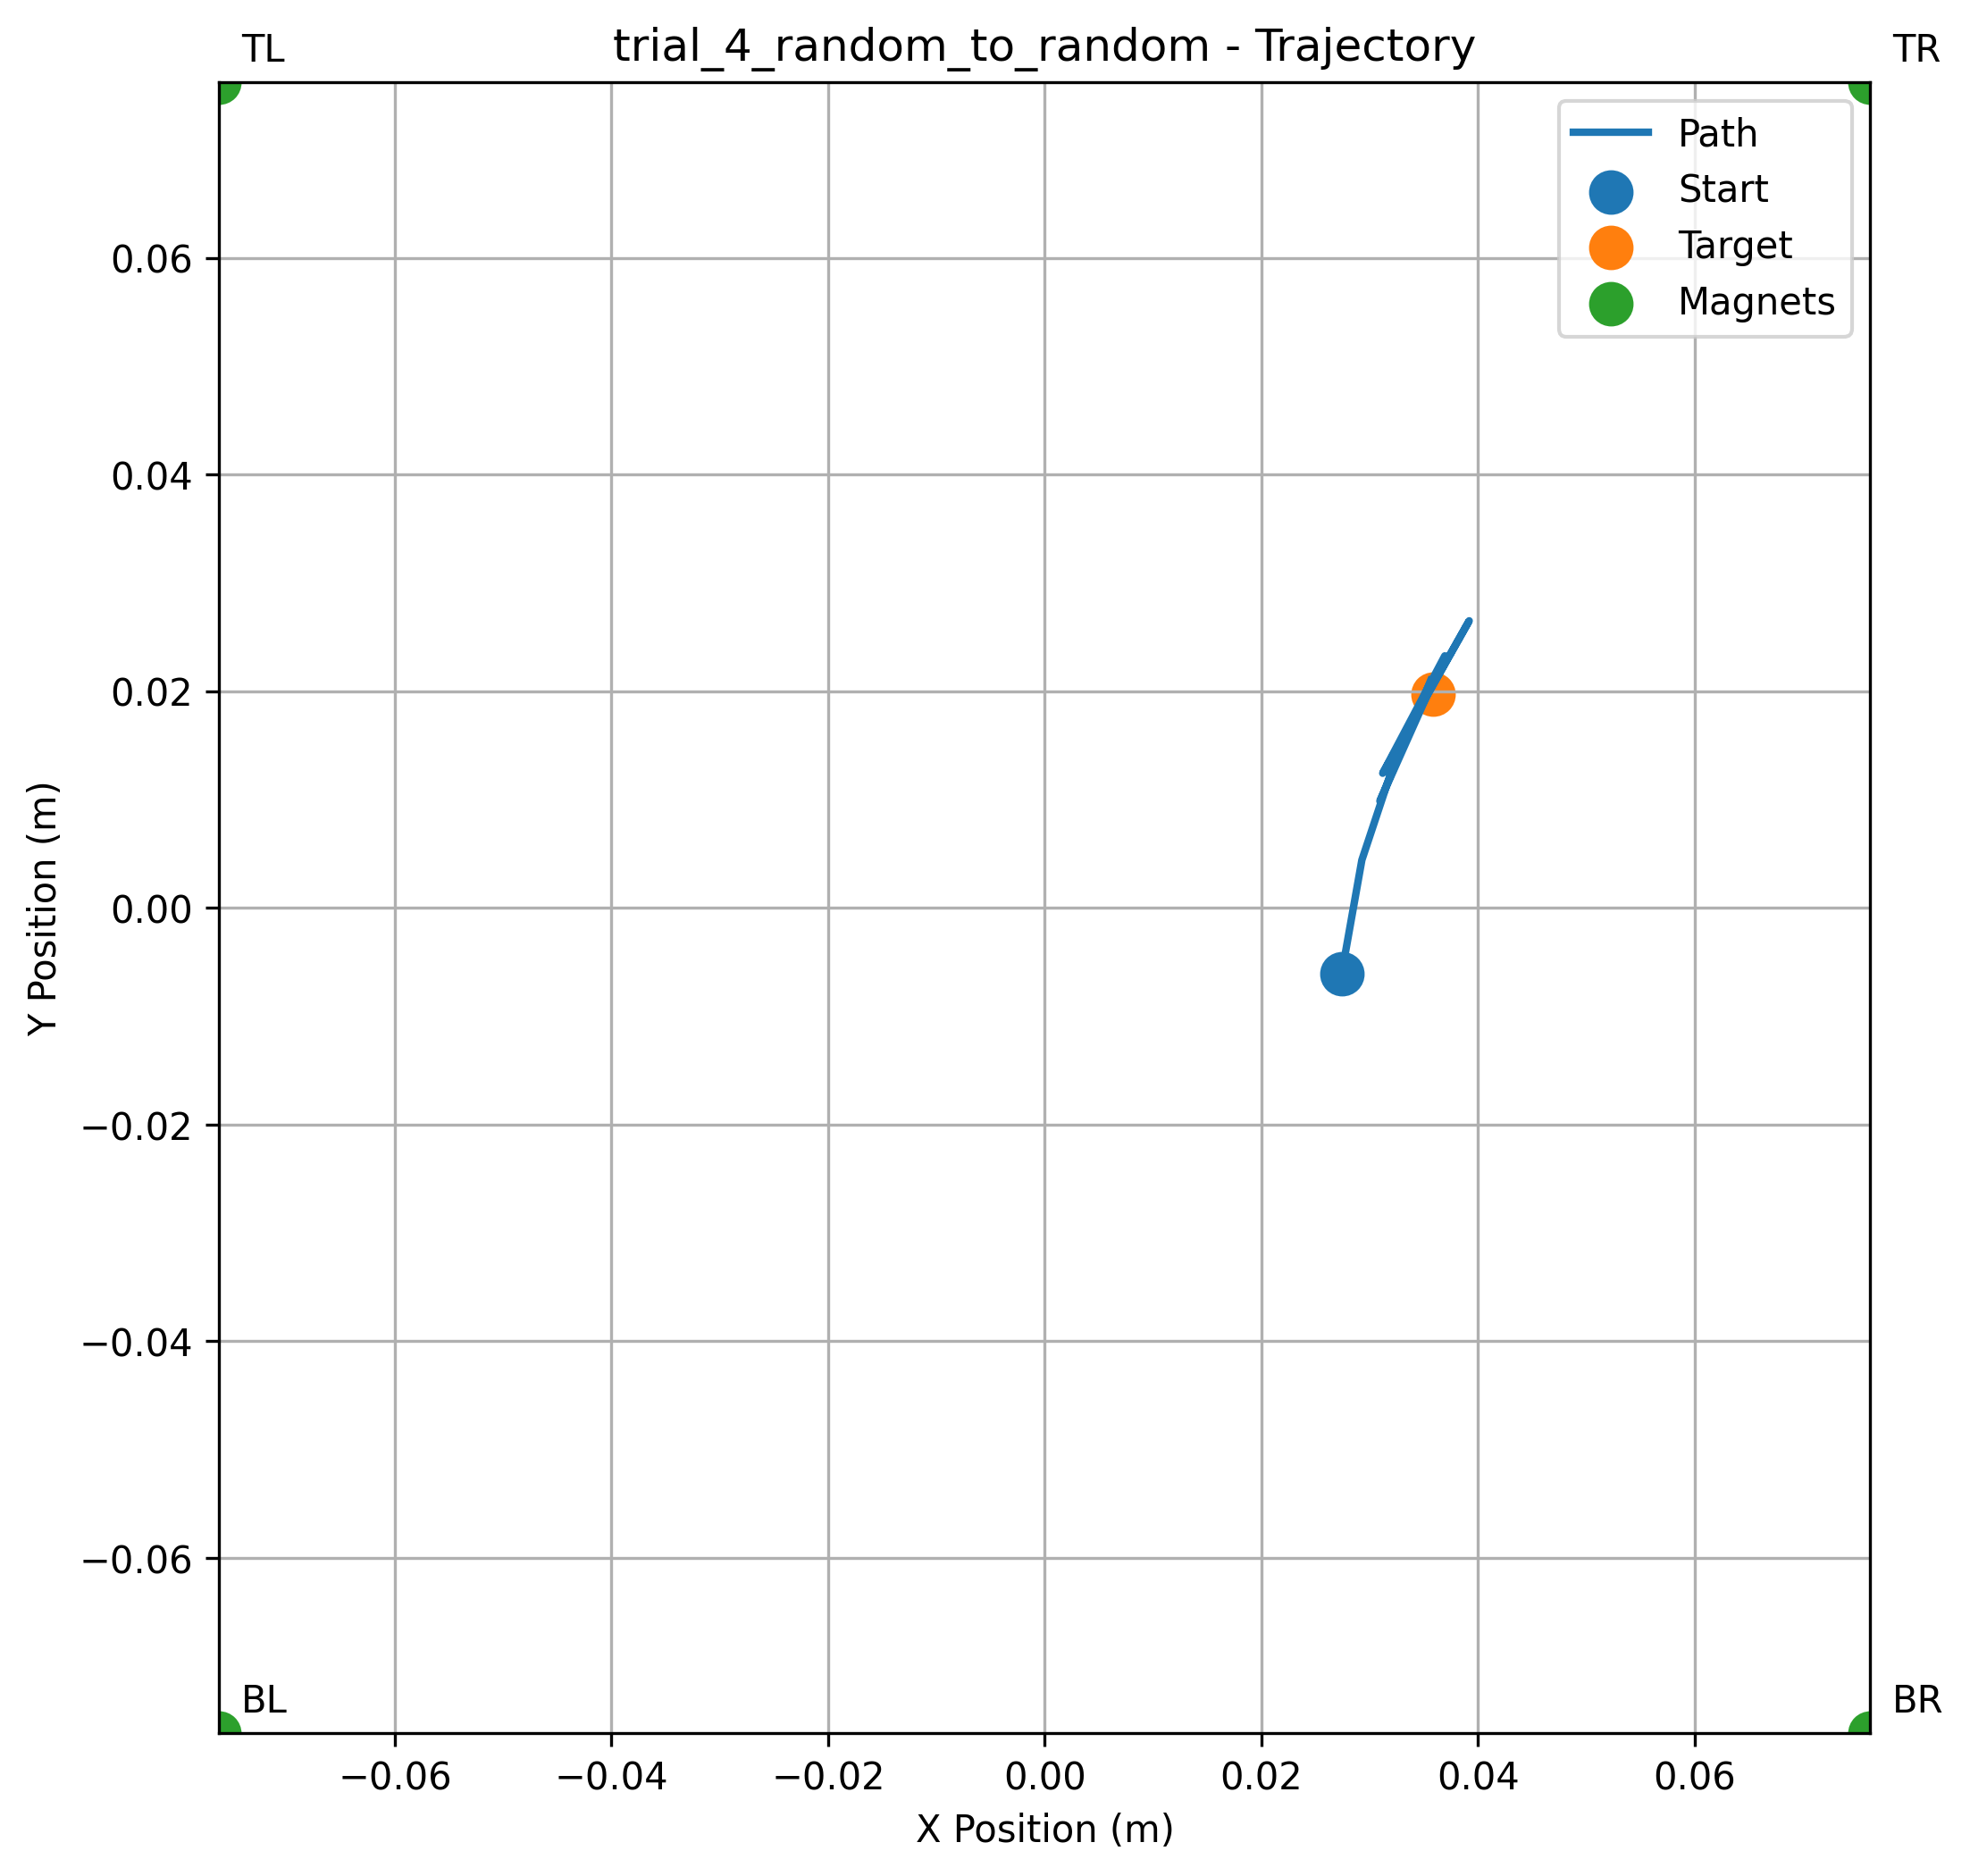 trial_4_random_to_random - Trajectory
TL
TR
Path
Start
Target
Magnets
0.06
0.04
0.02
0.00
−0.02
−0.04
−0.06
Y Position (m)
BL
BR
−0.06
−0.04
−0.02
0.00
0.02
0.04
0.06
X Position (m)